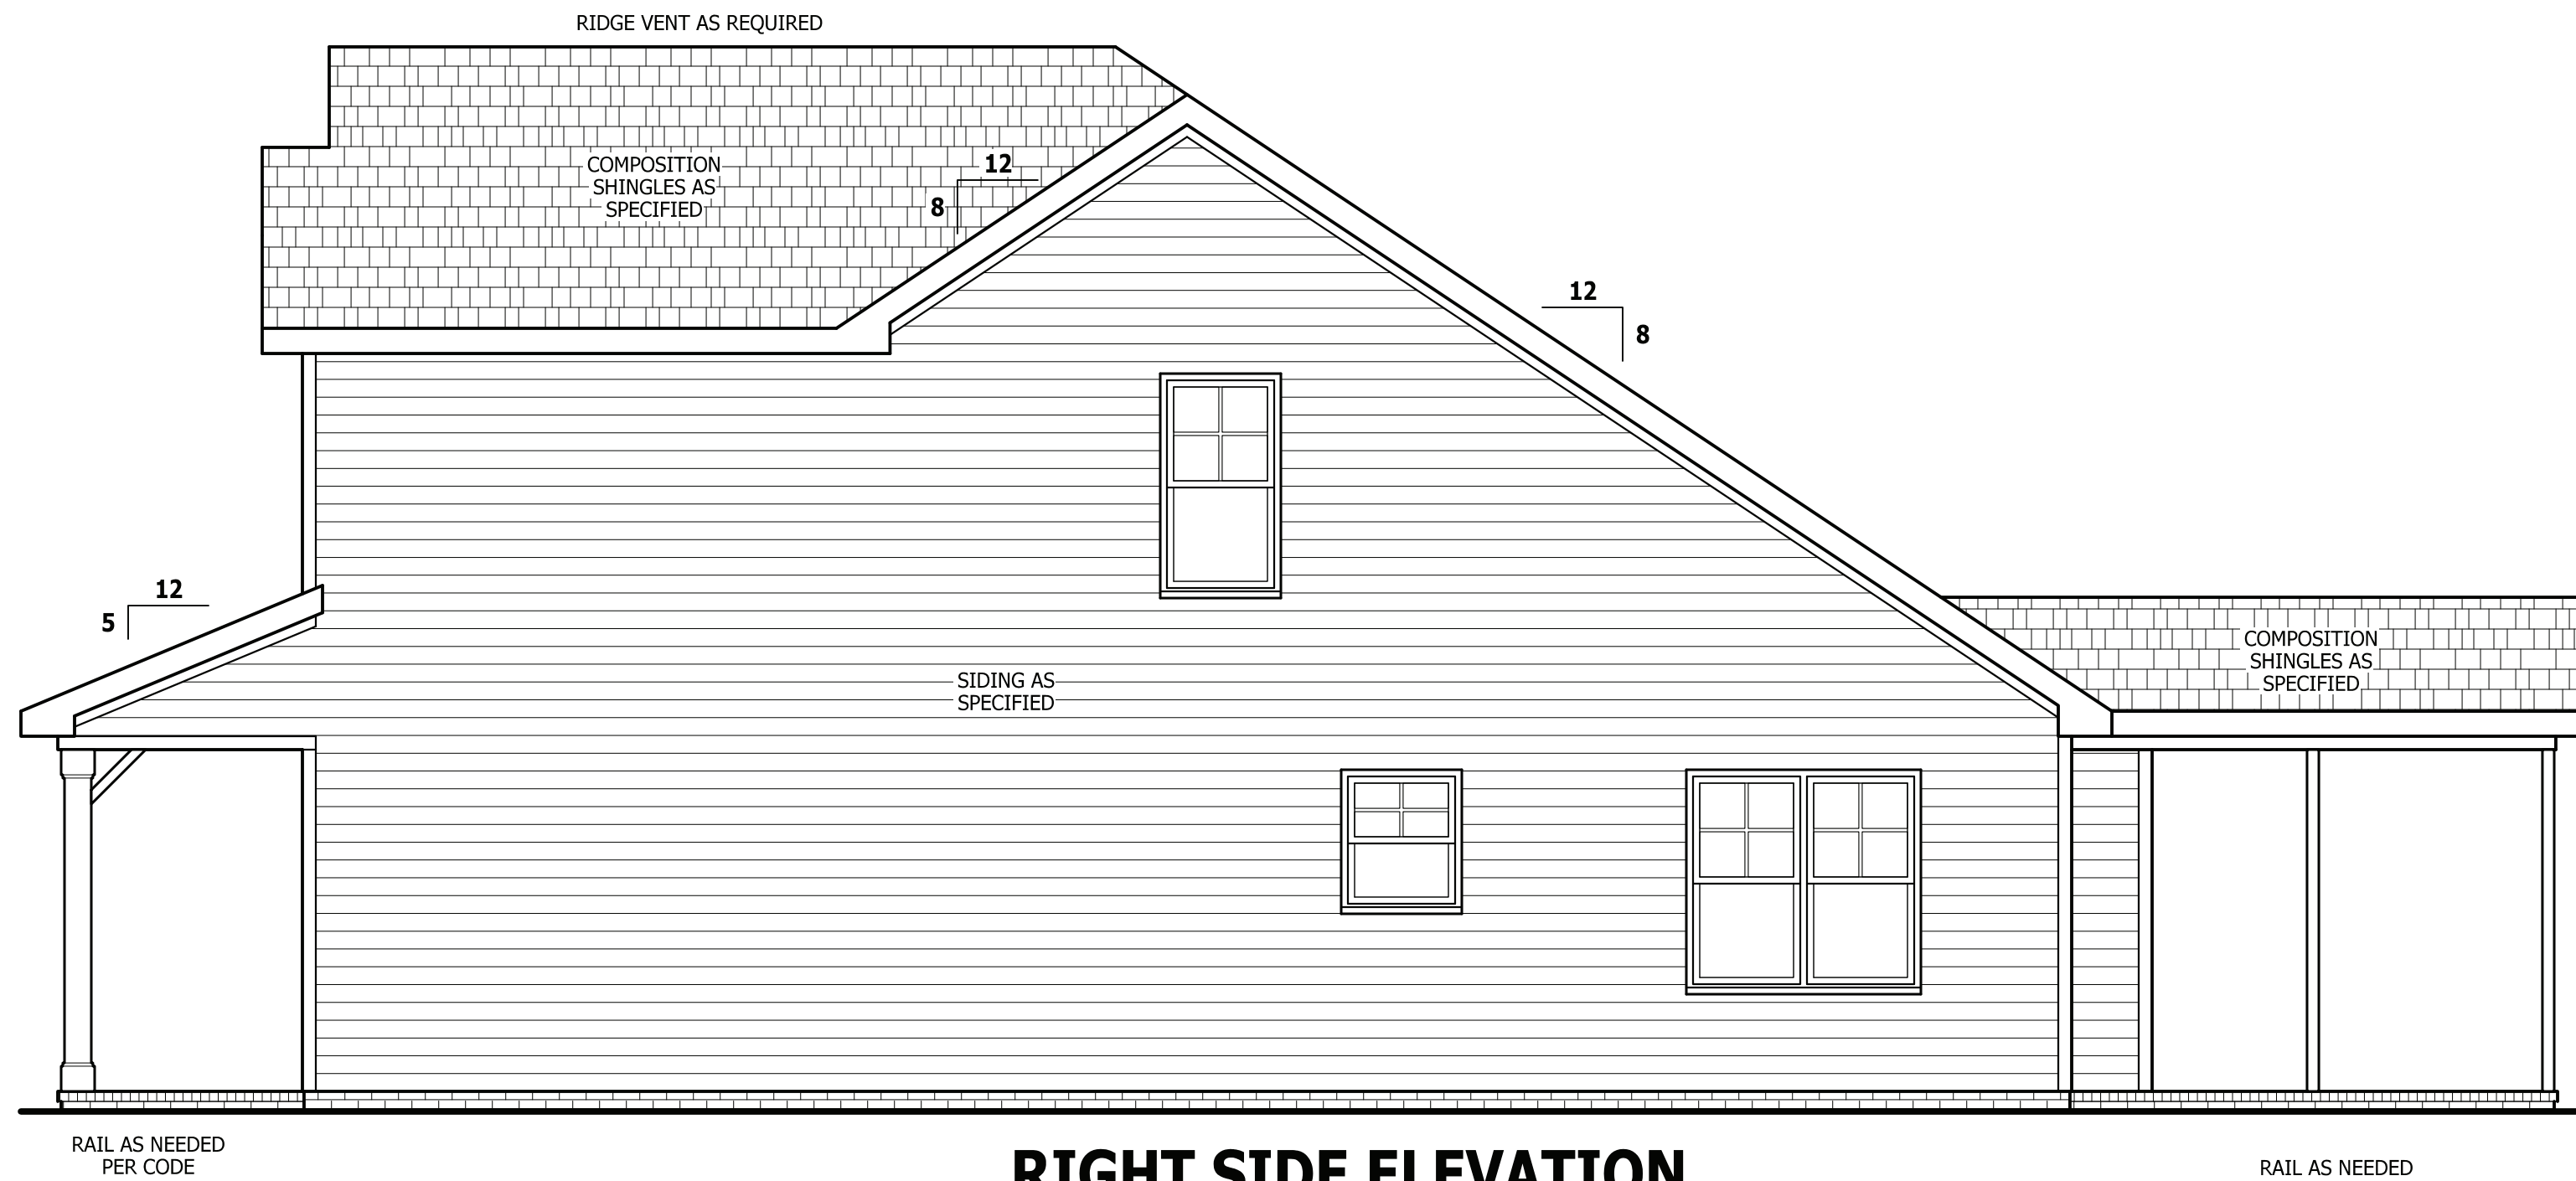 RIDGE VENT AS REQUIRED
COMPOSITION
SHINGLES AS
SPECIFIED
12
8
12
8
12
5
COMPOSITION
SHINGLES AS
SPECIFIED
SIDING AS
SPECIFIED
RAIL AS NEEDED
PER CODE
RIGHT SIDE ELEVATION
RAIL AS NEEDED